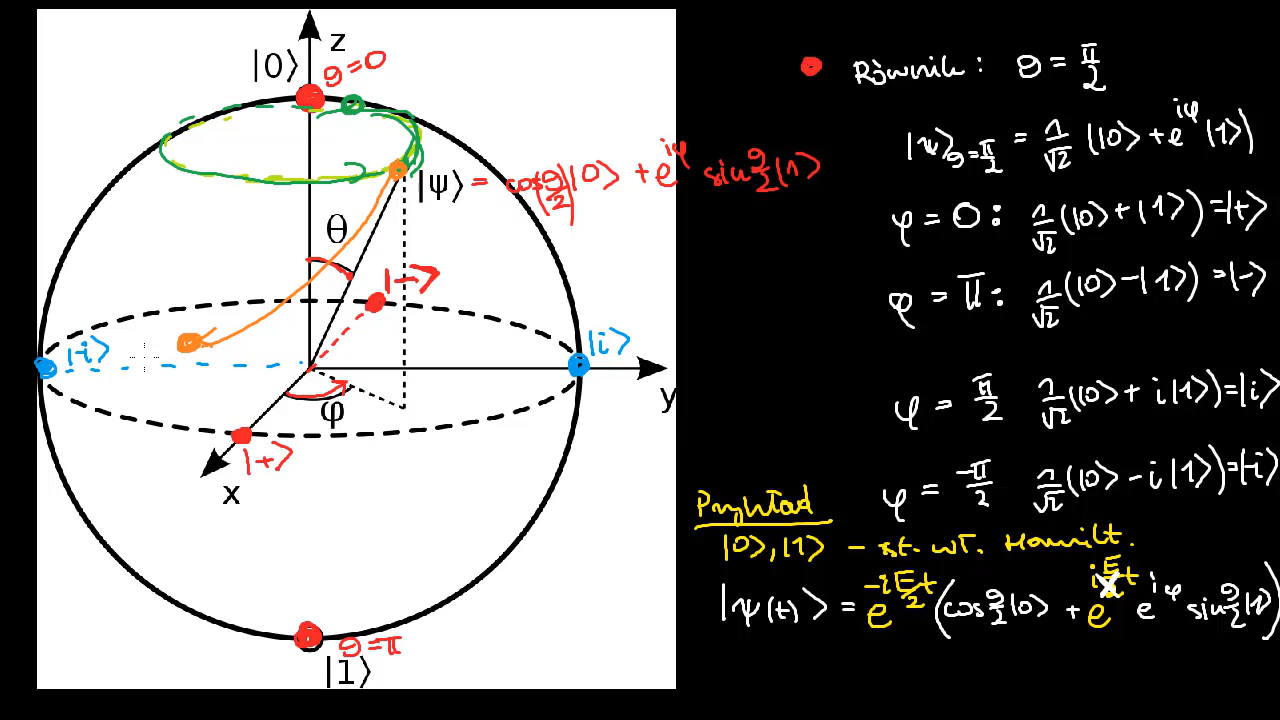 z
|0⟩
ϑ=0
|ψ⟩ = cos(ϑ/2)|0⟩ + e^{iφ} sin ϑ/2 |1⟩
θ
|-⟩
|-i⟩
|i⟩
y
φ
|+⟩
x
ϑ=π
|1⟩
Równik: Θ = π/2
|ψ⟩_{ϑ=π/2} = 1/√2 (|0⟩ + e^{iφ} |1⟩)
φ = 0: 1/√2 (|0⟩+|1⟩)=|+⟩
φ = π: 1/√2 (|0⟩-|1⟩)=|-⟩
φ = π/2 1/√2 (|0⟩ + i|1⟩)=|i⟩
φ = -π/2 1/√2 (|0⟩ - i|1⟩)=|-i⟩
Przykład
|0⟩,|1⟩ - st. wł. Hamilt.
|ψ(t)⟩ = e^{-iE/2 t} (cos ϑ/2 |0⟩ + e^{iEt} e^{iφ} sin ϑ/2 |1⟩)